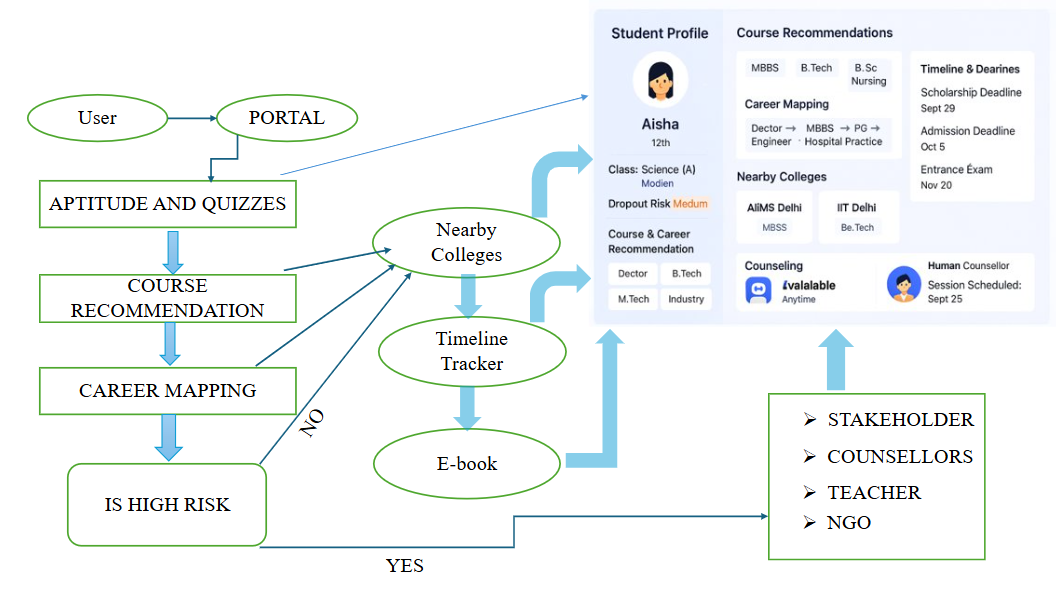 User
PORTAL
APTITUDE AND QUIZZES
COURSE
RECOMMENDATION
CAREER MAPPING
IS HIGH RISK
NO
YES
Nearby
Colleges
Timeline
Tracker
E-book
Student Profile
Aisha
12th
Class: Science (A)
Modien
Dropout Risk Medum
Course & Career
Recommendation
Dector B.Tech
M.Tech Industry
Course Recommendations
MBBS B.Tech B.Sc
Nursing
Career Mapping
Dector → MBBS → PG →
Engineer · Hospital Practice
Nearby Colleges
AliMS Delhi
MBSS
IIT Delhi
Be.Tech
Timeline & Dearines
Scholarship Deadline
Sept 29
Admission Deadline
Oct 5
Entrance Éxam
Nov 20
Counseling
Anytime
Human Counsellor
Session Scheduled:
Sept 25
➢ STAKEHOLDER
➢ COUNSELLORS
➢ TEACHER
➢ NGO